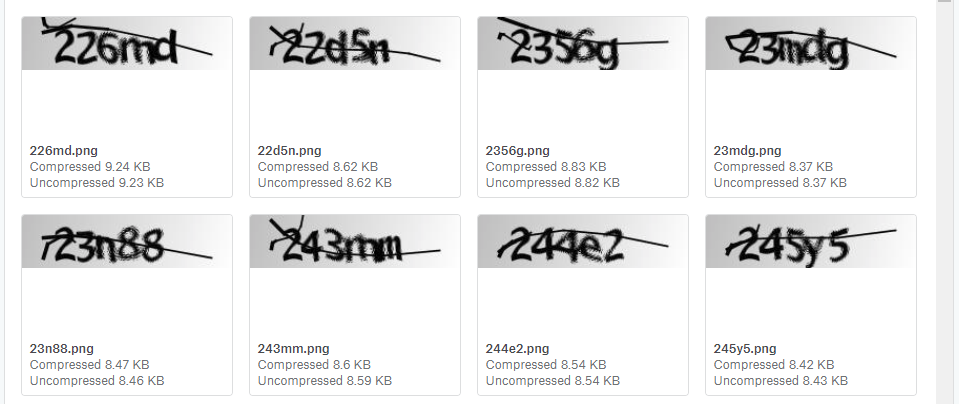 226md 22d5n 2356g 23mdg
226md.png 22d5n.png 2356g.png 23mdg.png
Compressed 9.24 KB Compressed 8.62 KB Compressed 8.83 KB Compressed 8.37 KB
Uncompressed 9.23 KB Uncompressed 8.62 KB Uncompressed 8.82 KB Uncompressed 8.37 KB
23n88 243mm 244e2 245y5
23n88.png 243mm.png 244e2.png 245y5.png
Compressed 8.47 KB Compressed 8.6 KB Compressed 8.54 KB Compressed 8.42 KB
Uncompressed 8.46 KB Uncompressed 8.59 KB Uncompressed 8.54 KB Uncompressed 8.43 KB